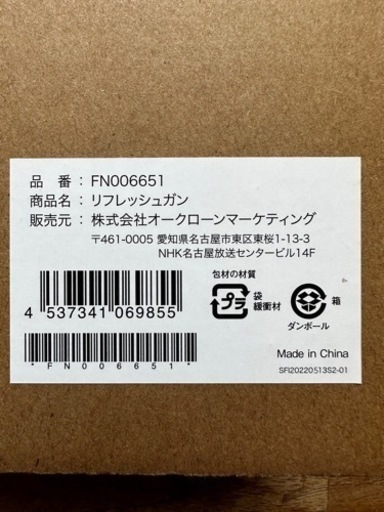 品 番：FN006651
商品名：リフレッシュガン
販売元：株式会社オークローンマーケティング
〒461-0005 愛知県名古屋市東区東桜1-13-3
NHK名古屋放送センタービル14F
包材の材質
プラ 袋 緩衝材
箱
ダンボール
4 537341 069855
*FN006651*
Made in China
SFI20220513S2-01